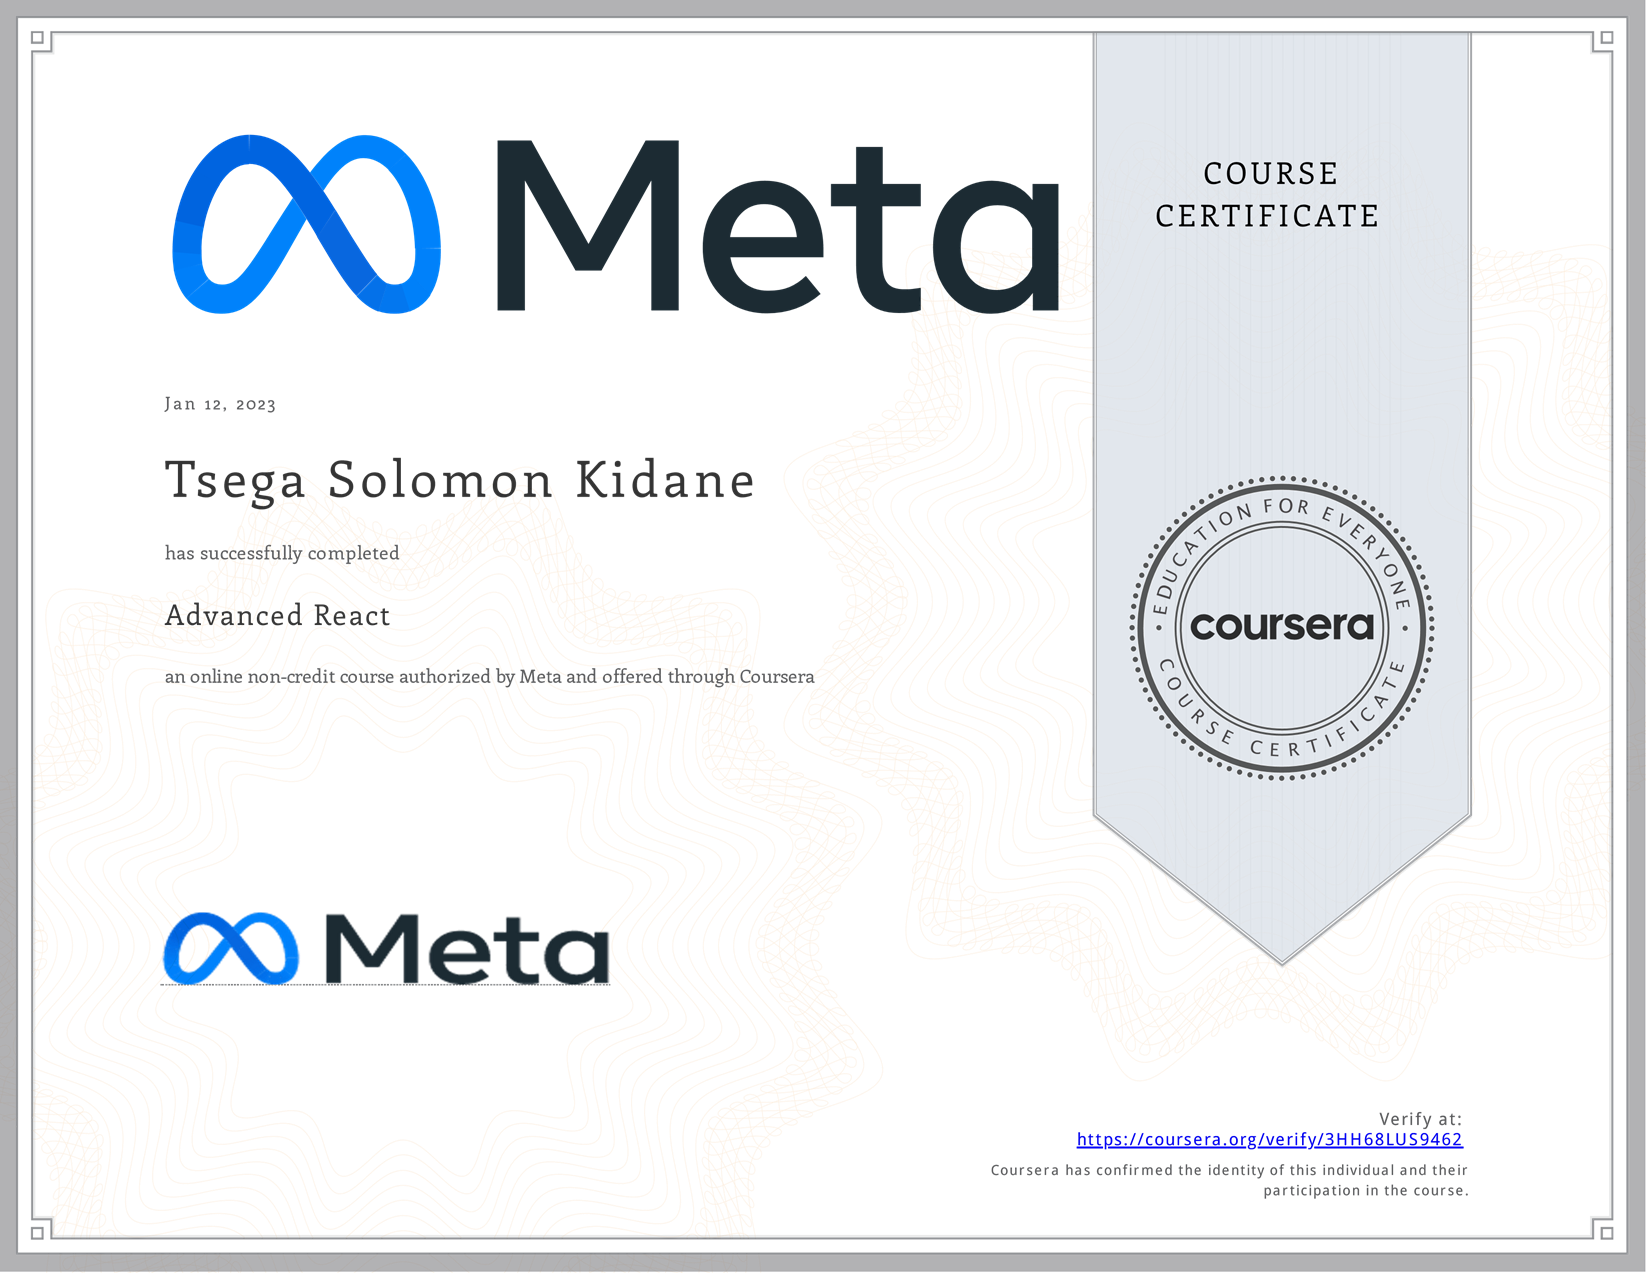 Meta
COURSE
CERTIFICATE
Jan 12, 2023
Tsega Solomon Kidane
has successfully completed
Advanced React
an online non-credit course authorized by Meta and offered through Coursera
EDUCATION FOR EVERYONE
coursera
COURSE CERTIFICATE
Meta
Verify at:
https://coursera.org/verify/3HH68LUS9462
Coursera has confirmed the identity of this individual and their
participation in the course.